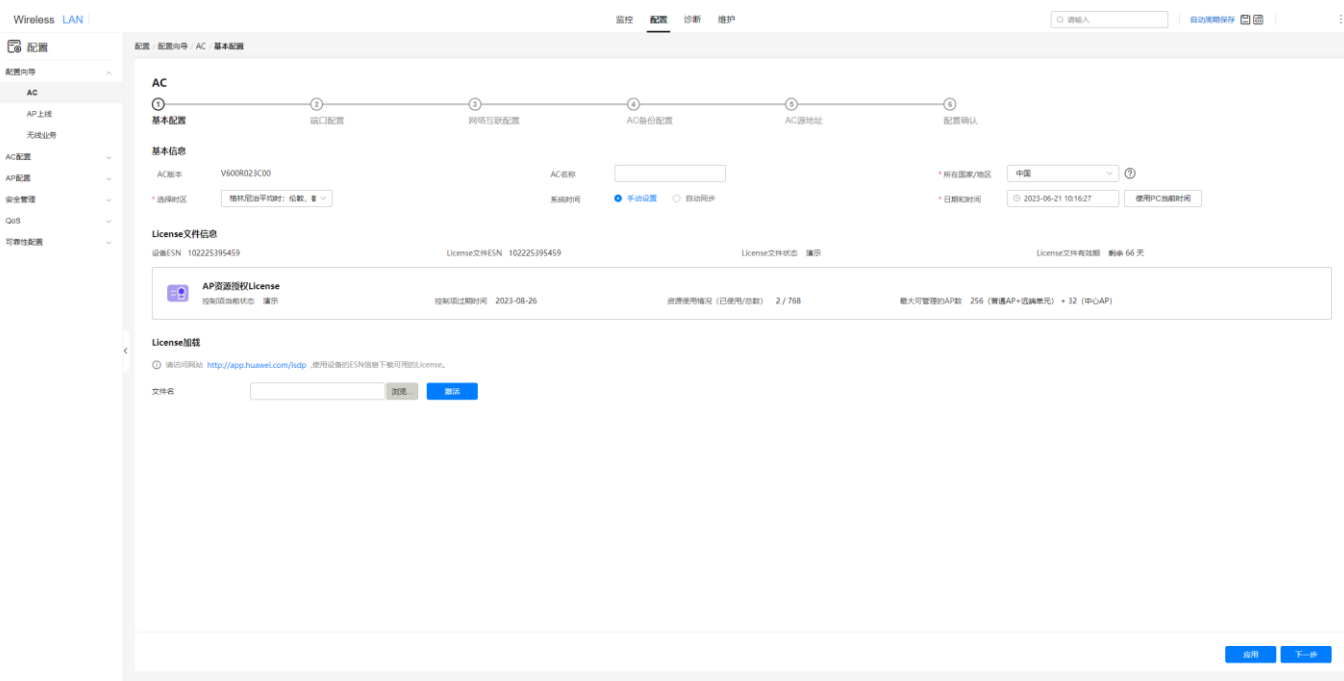 Wireless LAN
监控 配置 诊断 维护
请输入
自动周期保存
配置
配置向导
AC
AP上线
无线业务
AC配置
AP配置
安全管理
QoS
可靠性配置
配置 / 配置向导 / AC / 基本配置
AC
1 2 3 4 5 6
基本配置 端口配置 网络互联配置 AC备份配置 AC源地址 配置确认
基本信息
AC版本 V600R023C00 AC名称 * 所在国家/地区 中国
* 选择时区 格林尼治平均时: 伦敦, 系统时间 手动设置 自动同步 * 日期和时间 2023-06-21 10:16:27 使用PC当前时间
License文件信息
设备ESN 102225395459 License文件ESN 102225395459 License文件状态 演示 License文件有效期 剩余 66 天
AP资源授权License
控制项当前状态 演示 控制项过期时间 2023-08-26 资源使用情况（已使用/总数） 2 / 768 最大可管理的AP数 256（普通AP+远端单元）+ 32（中心AP）
License加载
请访问网站 http://app.huawei.com/isdp ,使用设备的ESN信息下载可用的License。
文件名 浏览... 激活
应用 下一步